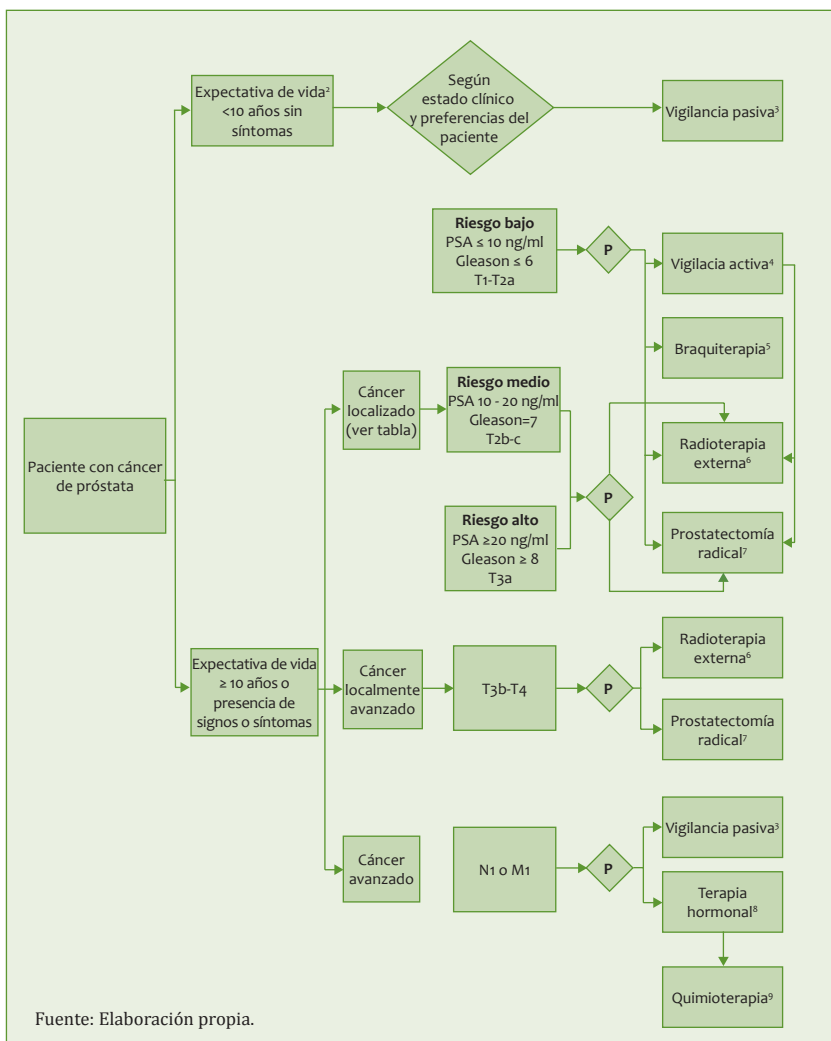 Expectativa de vida²
<10 años sin
síntomas
Según
estado clínico
y preferencias del
paciente
Vigilancia pasiva³
Riesgo bajo
PSA ≤ 10 ng/ml
Gleason ≤ 6
T1-T2a
P
Vigilacia activa⁴
Braquiterapia⁵
Cáncer
localizado
(ver tabla)
Riesgo medio
PSA 10 - 20 ng/ml
Gleason=7
T2b-c
Radioterapia
externa⁶
Paciente con cáncer
de próstata
P
Riesgo alto
PSA ≥20 ng/ml
Gleason ≥ 8
T3a
Prostatectomía
radical⁷
Expectativa de vida
≥ 10 años o
presencia de
signos o síntomas
Cáncer
localmente
avanzado
T3b-T4
P
Radioterapia
externa⁶
Prostatectomía
radical⁷
Cáncer
avanzado
N1 o M1
P
Vigilancia pasiva³
Terapia
hormonal⁸
Quimioterapia⁹
Fuente: Elaboración propia.